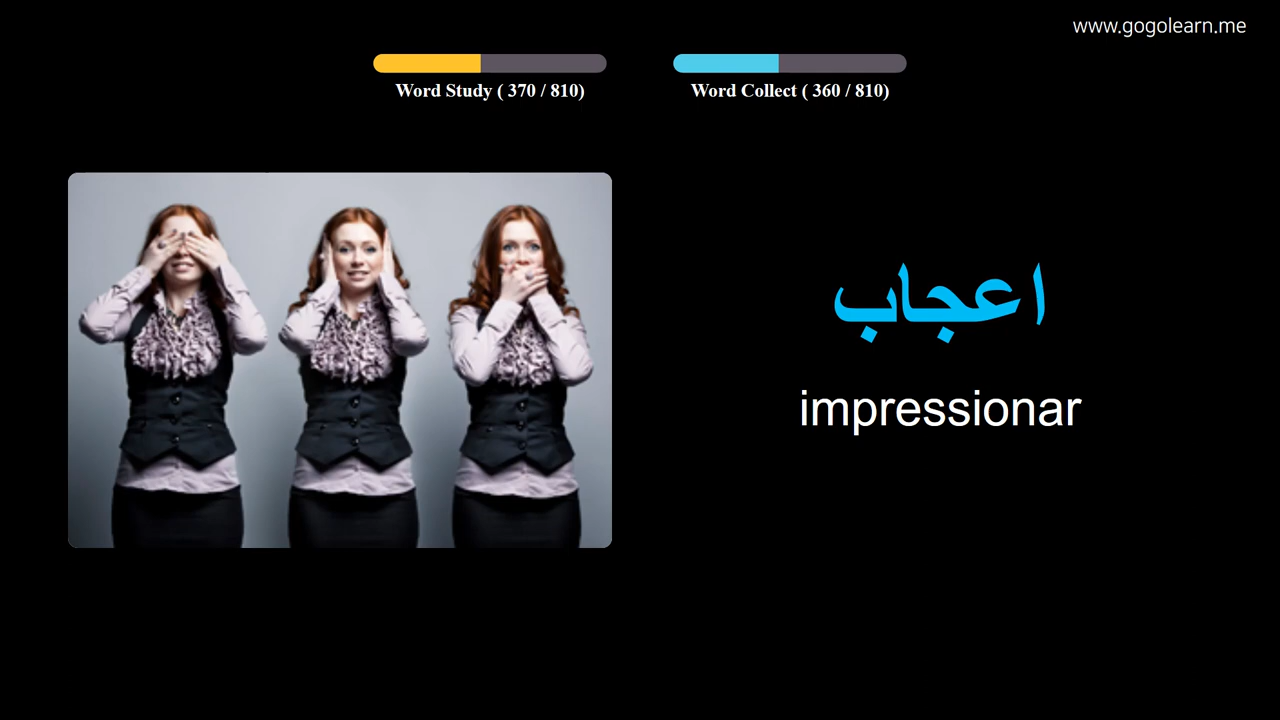 www.gogolearn.me
Word Study ( 370 / 810)
Word Collect ( 360 / 810)
اعجاب
impressionar